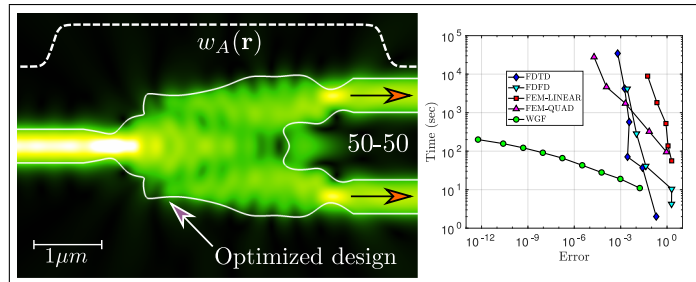 w_A(r)
50-50
Optimized design
1μm
Time (sec)
10^5
10^4
10^3
10^2
10^1
10^0
FDTD
FDFD
FEM-LINEAR
FEM-QUAD
WGF
10^-12
10^-9
10^-6
10^-3
10^0
Error